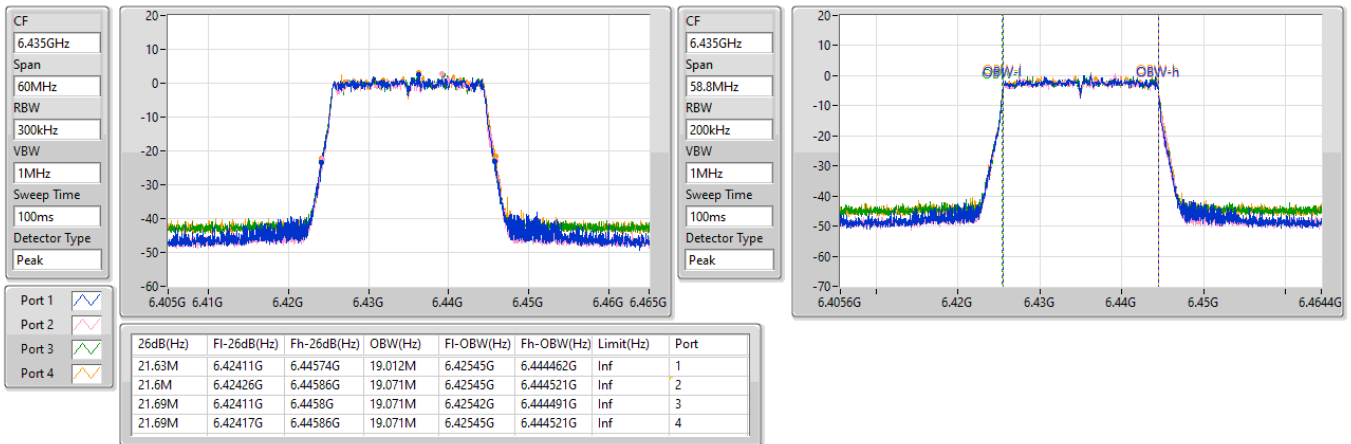 CF
6.435GHz
Span
60MHz
RBW
300kHz
VBW
1MHz
Sweep Time
100ms
Detector Type
Peak
20
10
0
-10
-20
-30
-40
-50
-60
6.405G 6.41G 6.42G 6.43G 6.44G 6.45G 6.46G 6.465G
CF
6.435GHz
Span
58.8MHz
RBW
200kHz
VBW
1MHz
Sweep Time
100ms
Detector Type
Peak
20
10
0
-10
-20
-30
-40
-50
-60
-70
OBW-l OBW-h
6.4056G 6.42G 6.43G 6.44G 6.45G 6.4644G
Port 1
Port 2
Port 3
Port 4
26dB(Hz) Fl-26dB(Hz) Fh-26dB(Hz) OBW(Hz) Fl-OBW(Hz) Fh-OBW(Hz) Limit(Hz) Port
21.63M 6.42411G 6.44574G 19.012M 6.42545G 6.444462G Inf 1
21.6M 6.42426G 6.44586G 19.071M 6.42545G 6.444521G Inf 2
21.69M 6.42411G 6.4458G 19.071M 6.42542G 6.444491G Inf 3
21.69M 6.42417G 6.44586G 19.071M 6.42545G 6.444521G Inf 4